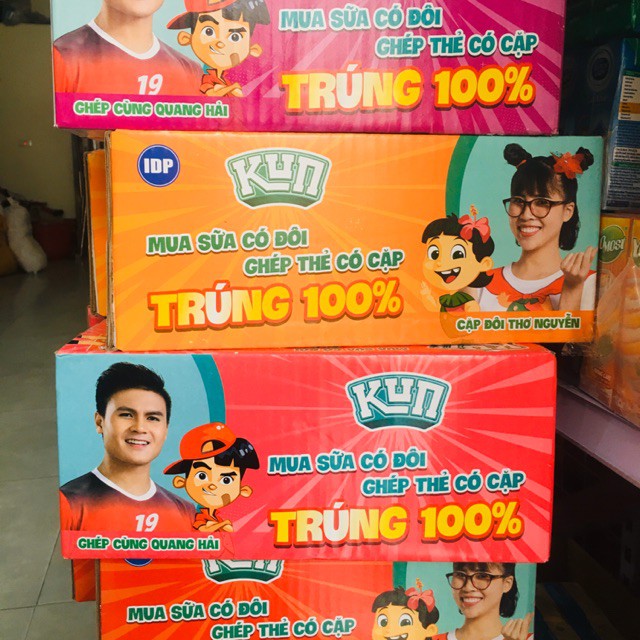 MUA SỮA CÓ ĐÔI
GHÉP THẺ CÓ CẶP
TRÚNG 100%
19
GHÉP CÙNG QUANG HẢI
IDP
KUN
MUA SỮA CÓ ĐÔI
GHÉP THẺ CÓ CẶP
TRÚNG 100%
CẶP ĐÔI THƠ NGUYỄN
KUN
MUA SỮA CÓ ĐÔI
GHÉP THẺ CÓ CẶP
TRÚNG 100%
19
GHÉP CÙNG QUANG HẢI
KUN
MUA SỮA CÓ ĐÔI
GHÉP THẺ CÓ CẶP